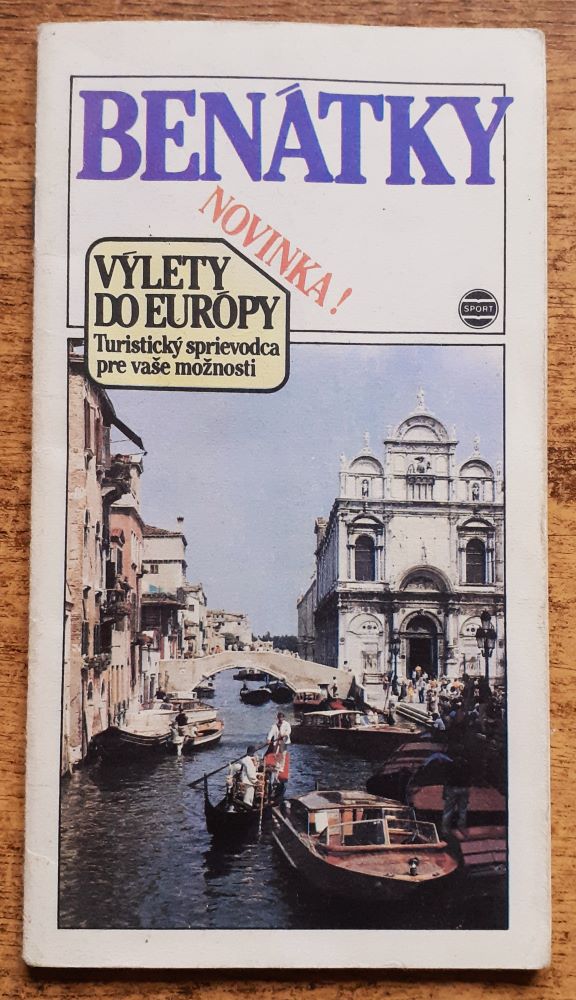 BENÁTKY
NOVINKA!
VÝLETY
DO EURÓPY
Turistický sprievodca
pre vaše možnosti
SPORT